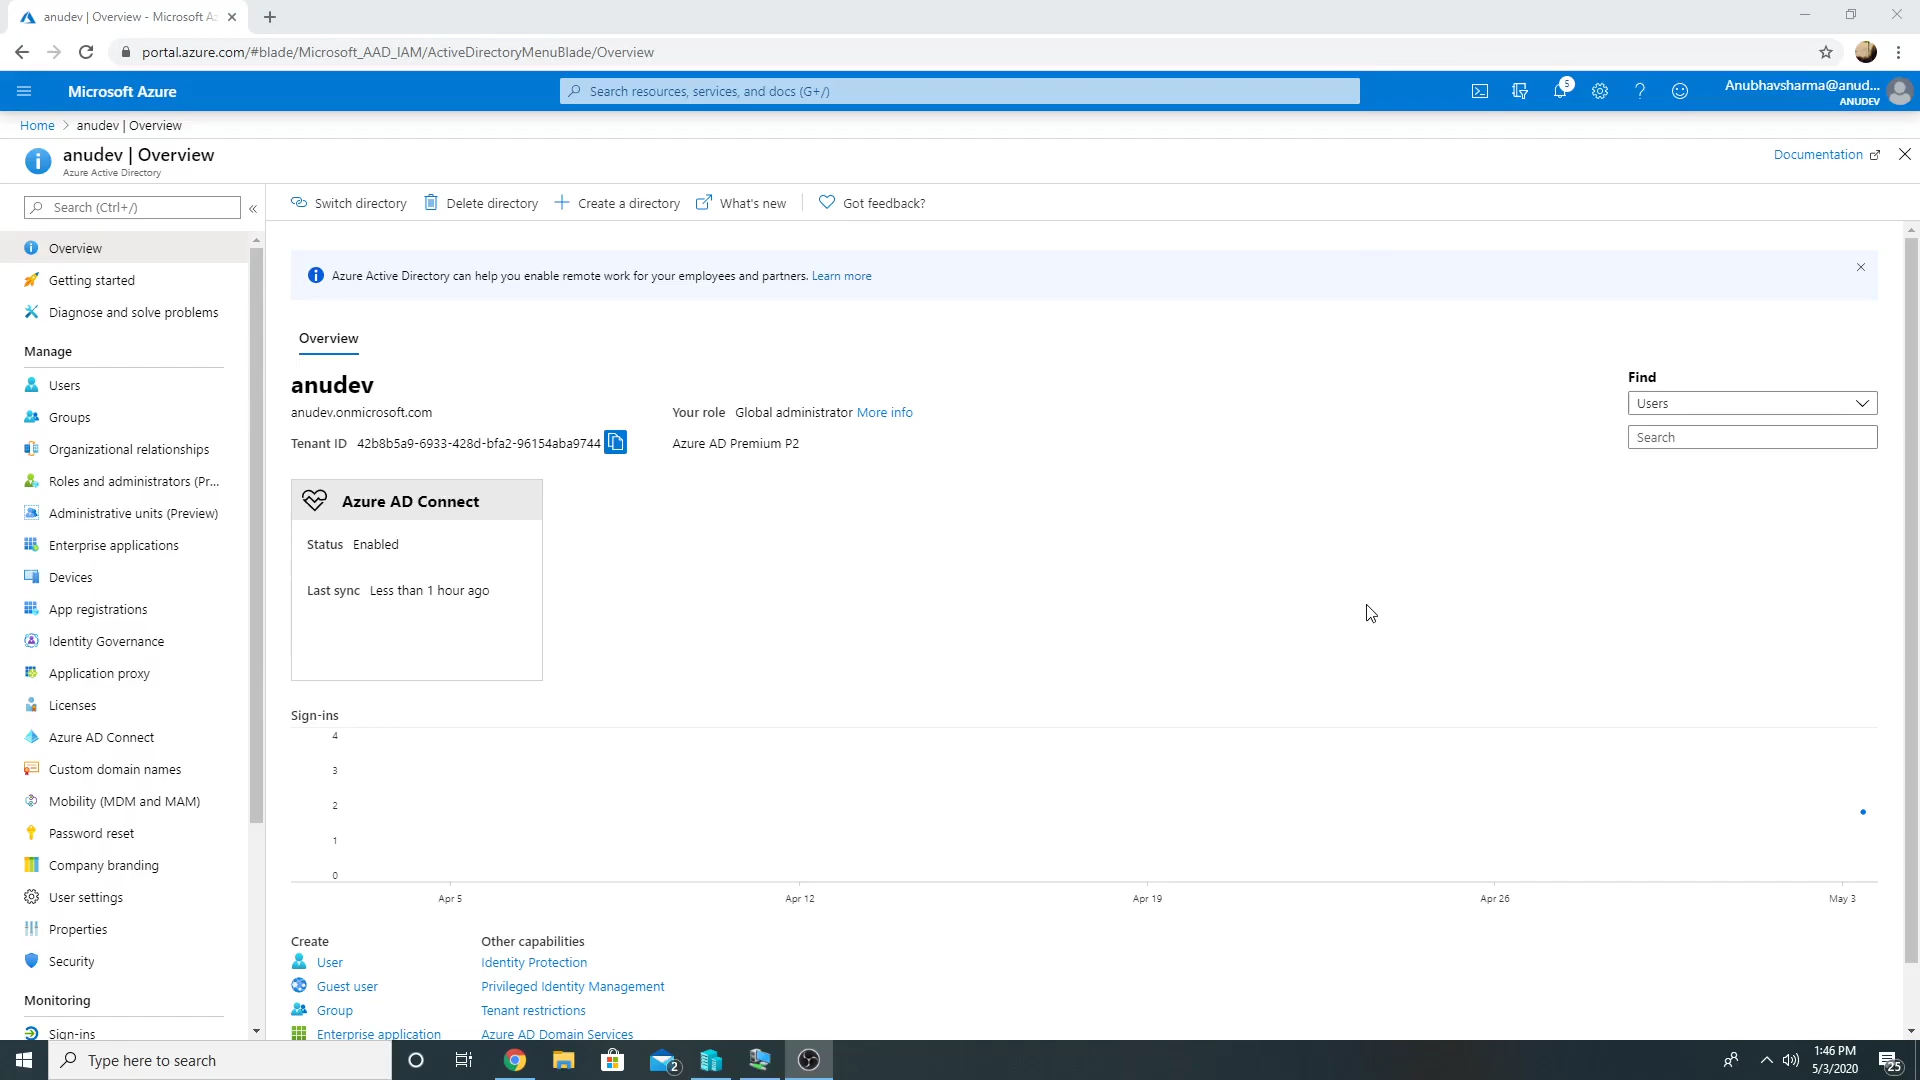 anudev | Overview - Microsoft Az
portal.azure.com/#blade/Microsoft_AAD_IAM/ActiveDirectoryMenuBlade/Overview
Microsoft Azure
Search resources, services, and docs (G+/)
5
Anubhavsharma@anud...
ANUDEV
Home > anudev | Overview
anudev | Overview
Azure Active Directory
Documentation
Search (Ctrl+/)
«
Switch directory
Delete directory
Create a directory
What's new
Got feedback?
Overview
Getting started
Diagnose and solve problems
Manage
Users
Groups
Organizational relationships
Roles and administrators (Pr...
Administrative units (Preview)
Enterprise applications
Devices
App registrations
Identity Governance
Application proxy
Licenses
Azure AD Connect
Custom domain names
Mobility (MDM and MAM)
Password reset
Company branding
User settings
Properties
Security
Monitoring
Sign-ins
Azure Active Directory can help you enable remote work for your employees and partners. Learn more
Overview
anudev
anudev.onmicrosoft.com
Tenant ID 42b8b5a9-6933-428d-bfa2-96154aba9744
Your role Global administrator More info
Azure AD Premium P2
Find
Users
Search
Azure AD Connect
Status Enabled
Last sync Less than 1 hour ago
Sign-ins
4
3
2
1
0
Apr 5
Apr 12
Apr 19
Apr 26
May 3
Create
User
Guest user
Group
Enterprise application
Other capabilities
Identity Protection
Privileged Identity Management
Tenant restrictions
Azure AD Domain Services
Type here to search
2
1:46 PM
5/3/2020
25